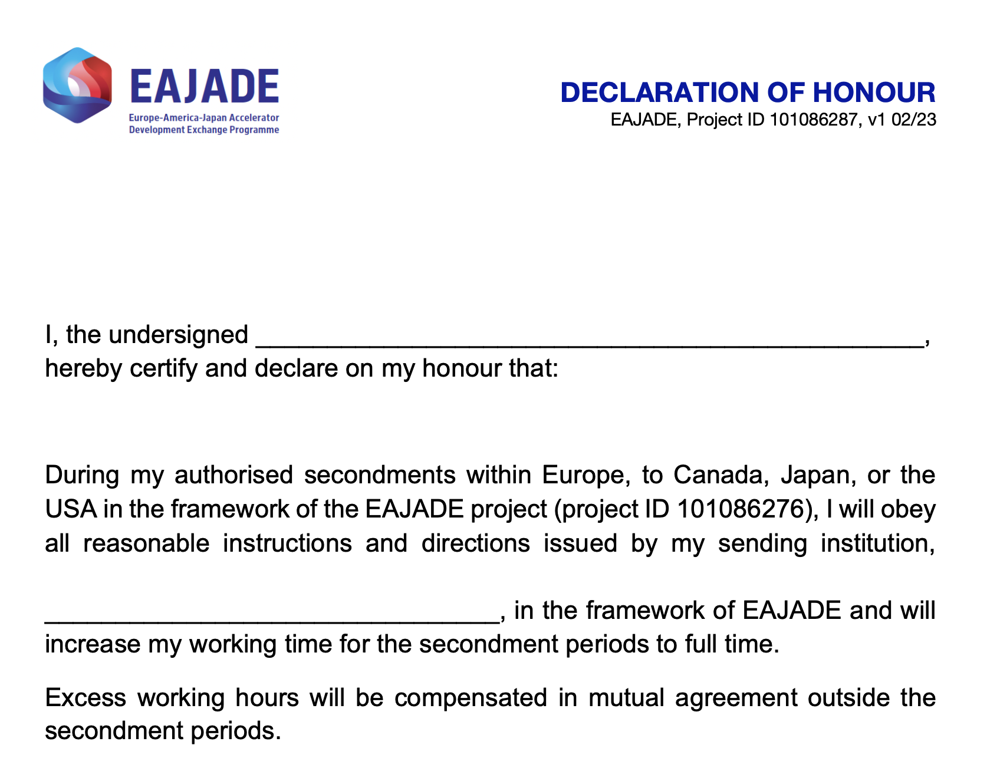 EAJADE
Europe-America-Japan Accelerator
Development Exchange Programme
DECLARATION OF HONOUR
EAJADE, Project ID 101086287, v1 02/23
I, the undersigned _______________________________________________,
hereby certify and declare on my honour that:
During my authorised secondments within Europe, to Canada, Japan, or the
USA in the framework of the EAJADE project (project ID 101086276), I will obey
all reasonable instructions and directions issued by my sending institution,
________________________________, in the framework of EAJADE and will
increase my working time for the secondment periods to full time.
Excess working hours will be compensated in mutual agreement outside the
secondment periods.